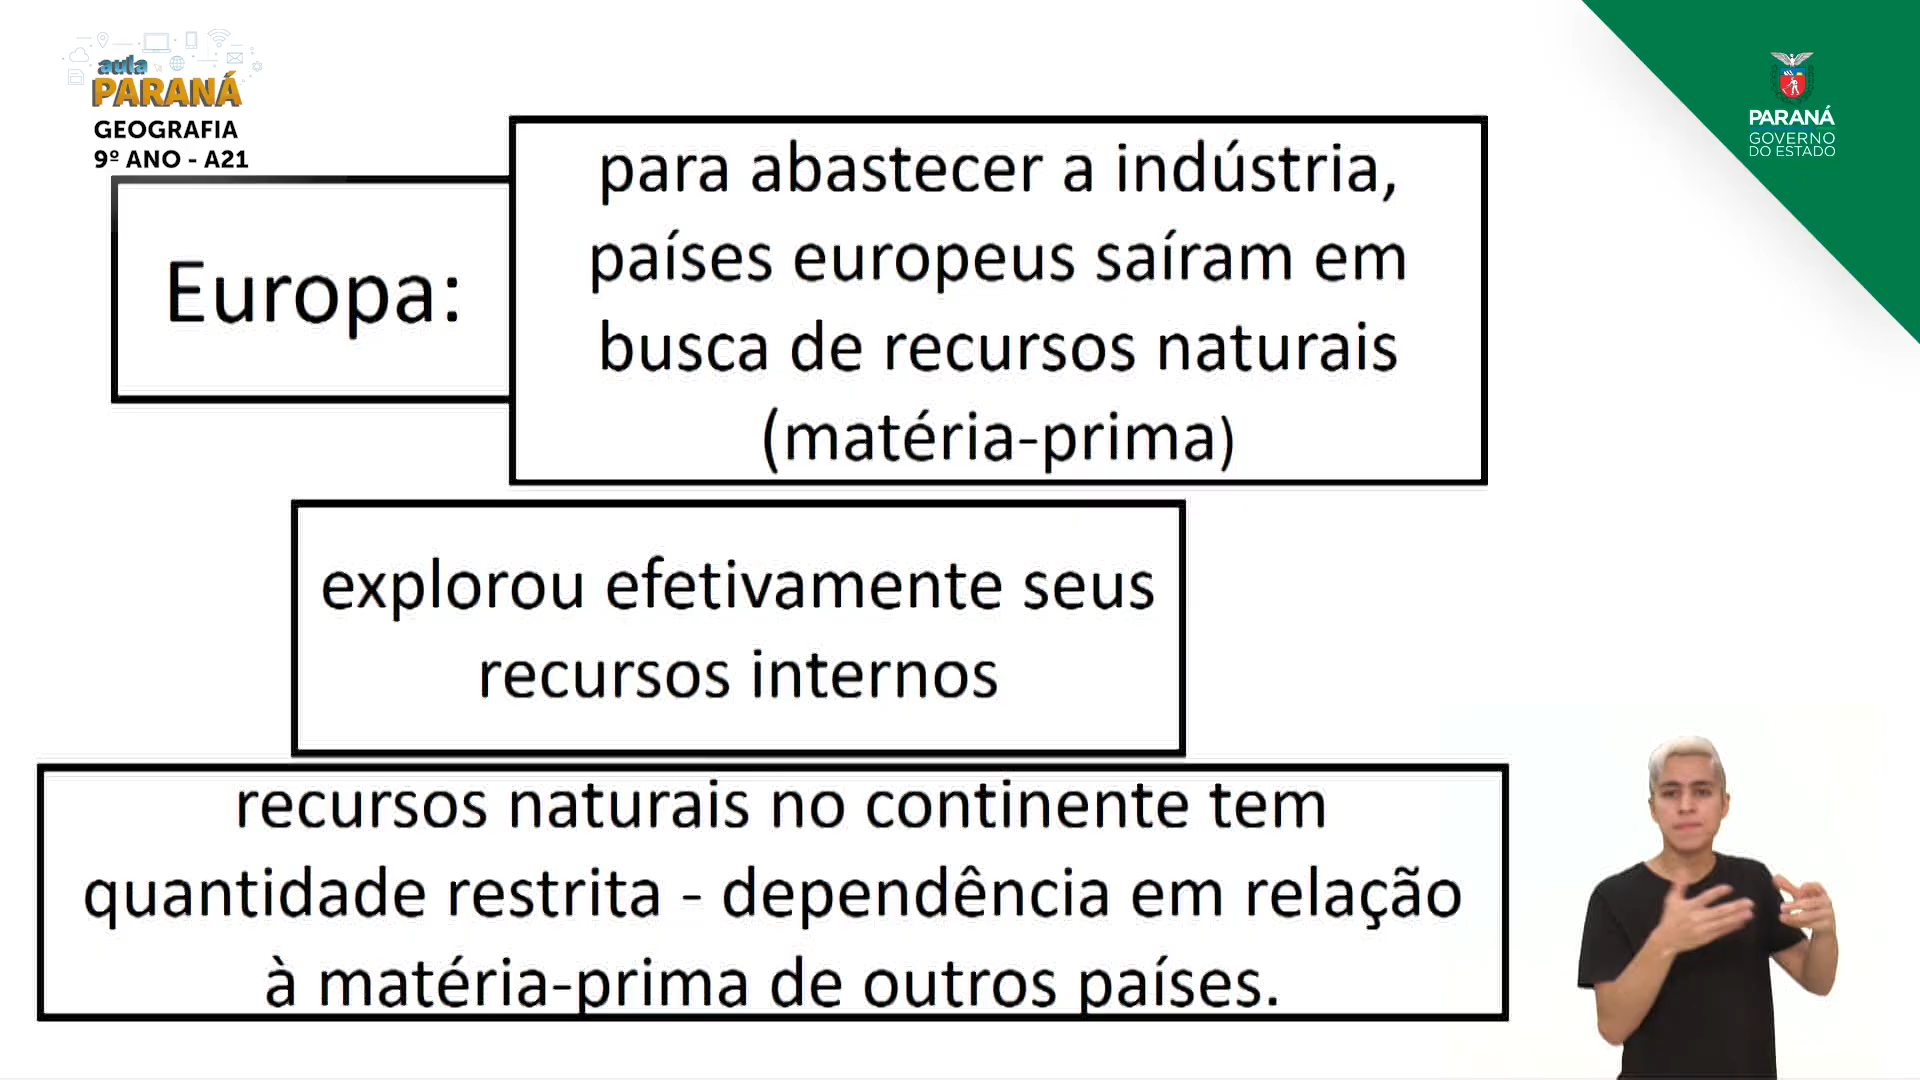 aula
PARANÁ
GEOGRAFIA
9º ANO - A21
PARANÁ
GOVERNO
DO ESTADO
Europa:
para abastecer a indústria,
países europeus saíram em
busca de recursos naturais
(matéria-prima)
explorou efetivamente seus
recursos internos
recursos naturais no continente tem
quantidade restrita - dependência em relação
à matéria-prima de outros países.